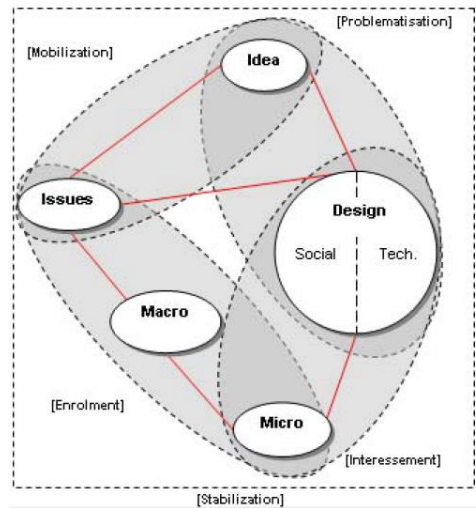 [Problematisation]
[Mobilization]
Idea
Issues
Design
Social
Tech.
Macro
[Enrolment]
Micro
[Interessement]
[Stabilization]